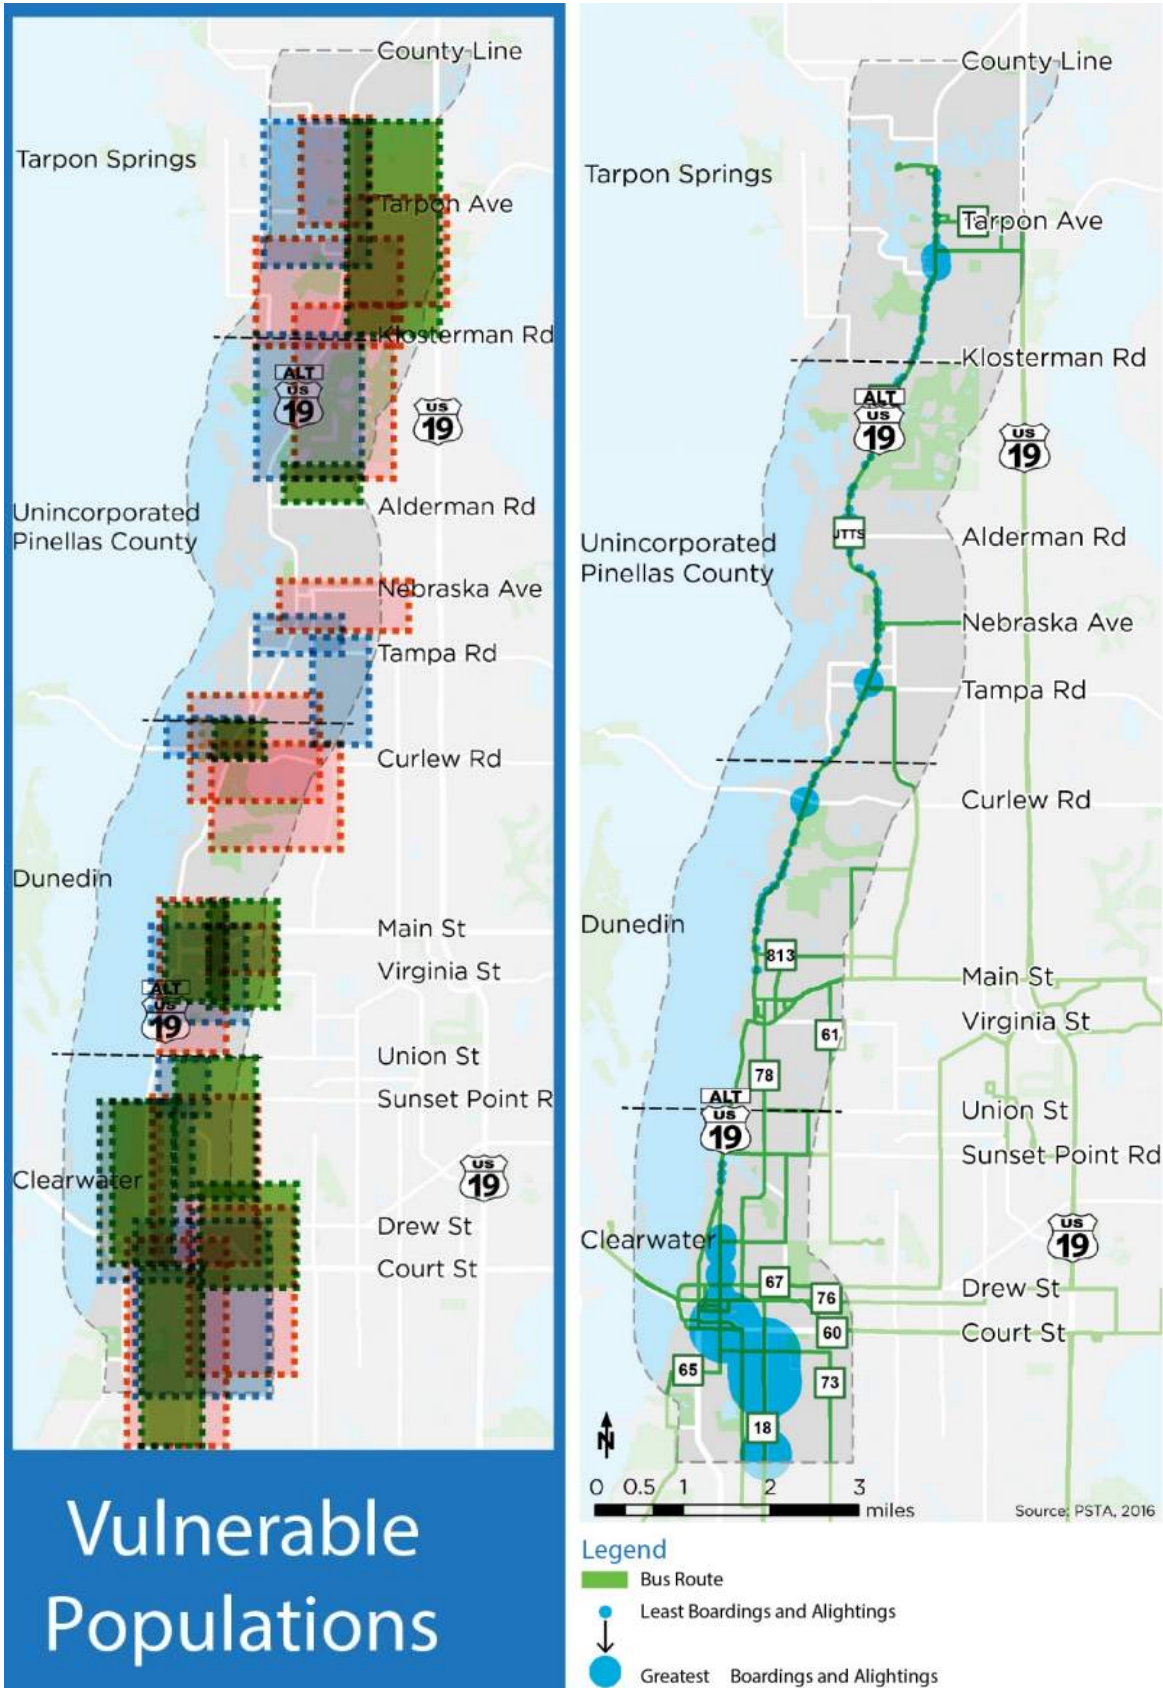 County Line
Tarpon Springs
Tarpon Ave
Klosterman Rd
ALT
US
19
US
19
Alderman Rd
Unincorporated
Pinellas County
Nebraska Ave
Tampa Rd
Curlew Rd
Dunedin
Main St
Virginia St
ALT
US
19
Union St
Sunset Point R
US
19
Clearwater
Drew St
Court St
Vulnerable
Populations
County Line
Tarpon Springs
Tarpon Ave
Klosterman Rd
ALT
US
19
US
19
JTTS
Alderman Rd
Unincorporated
Pinellas County
Nebraska Ave
Tampa Rd
Curlew Rd
Dunedin
813
Main St
Virginia St
61
78
ALT
US
19
Union St
Sunset Point Rd
US
19
Clearwater
67
76
Drew St
60
Court St
65
73
18
N
0 0.5 1 2 3
miles
Source: PSTA, 2016
Legend
Bus Route
Least Boardings and Alightings
Greatest Boardings and Alightings